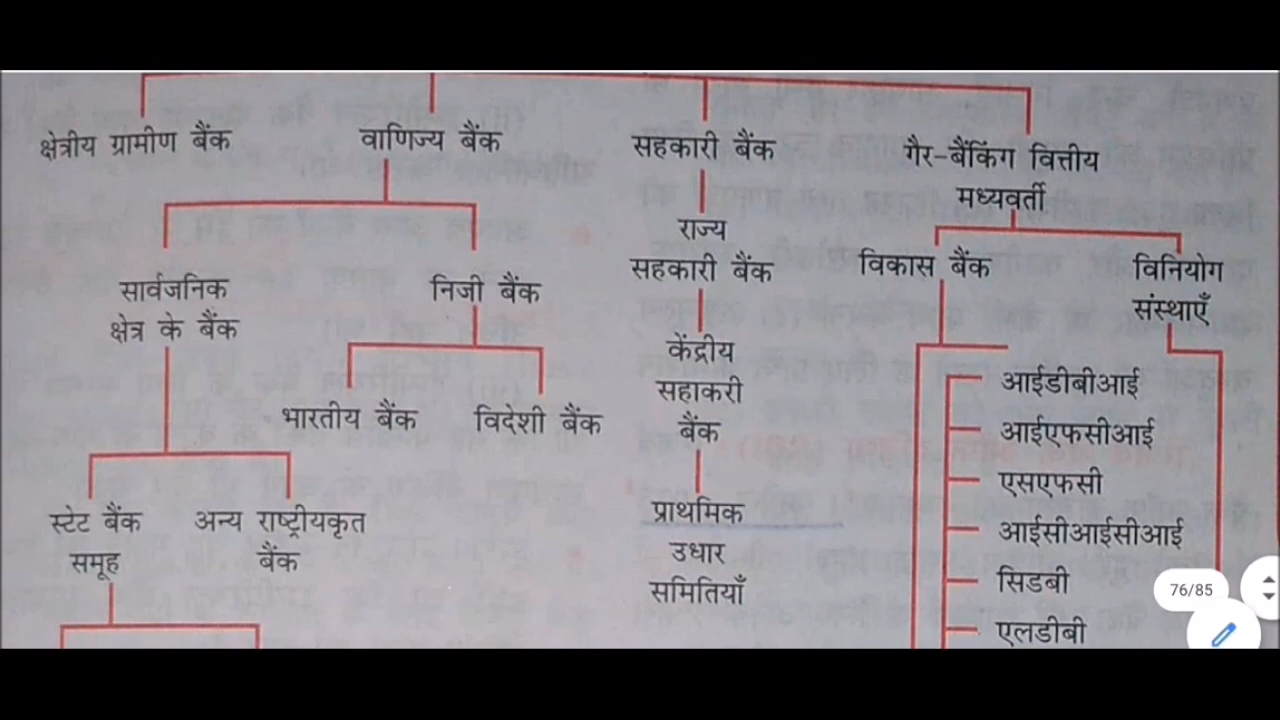 क्षेत्रीय ग्रामीण बैंक
वाणिज्य बैंक
सहकारी बैंक
गैर-बैंकिंग वित्तीय
मध्यवर्ती
राज्य
सहकारी बैंक
विकास बैंक
विनियोग
संस्थाएँ
सार्वजनिक
क्षेत्र के बैंक
निजी बैंक
केंद्रीय
सहाकरी
बैंक
भारतीय बैंक
विदेशी बैंक
आईडीबीआई
आईएफसीआई
एसएफसी
आईसीआईसीआई
सिडबी
एलडीबी
स्टेट बैंक
समूह
अन्य राष्ट्रीयकृत
बैंक
प्राथमिक
उधार
समितियाँ
76/85